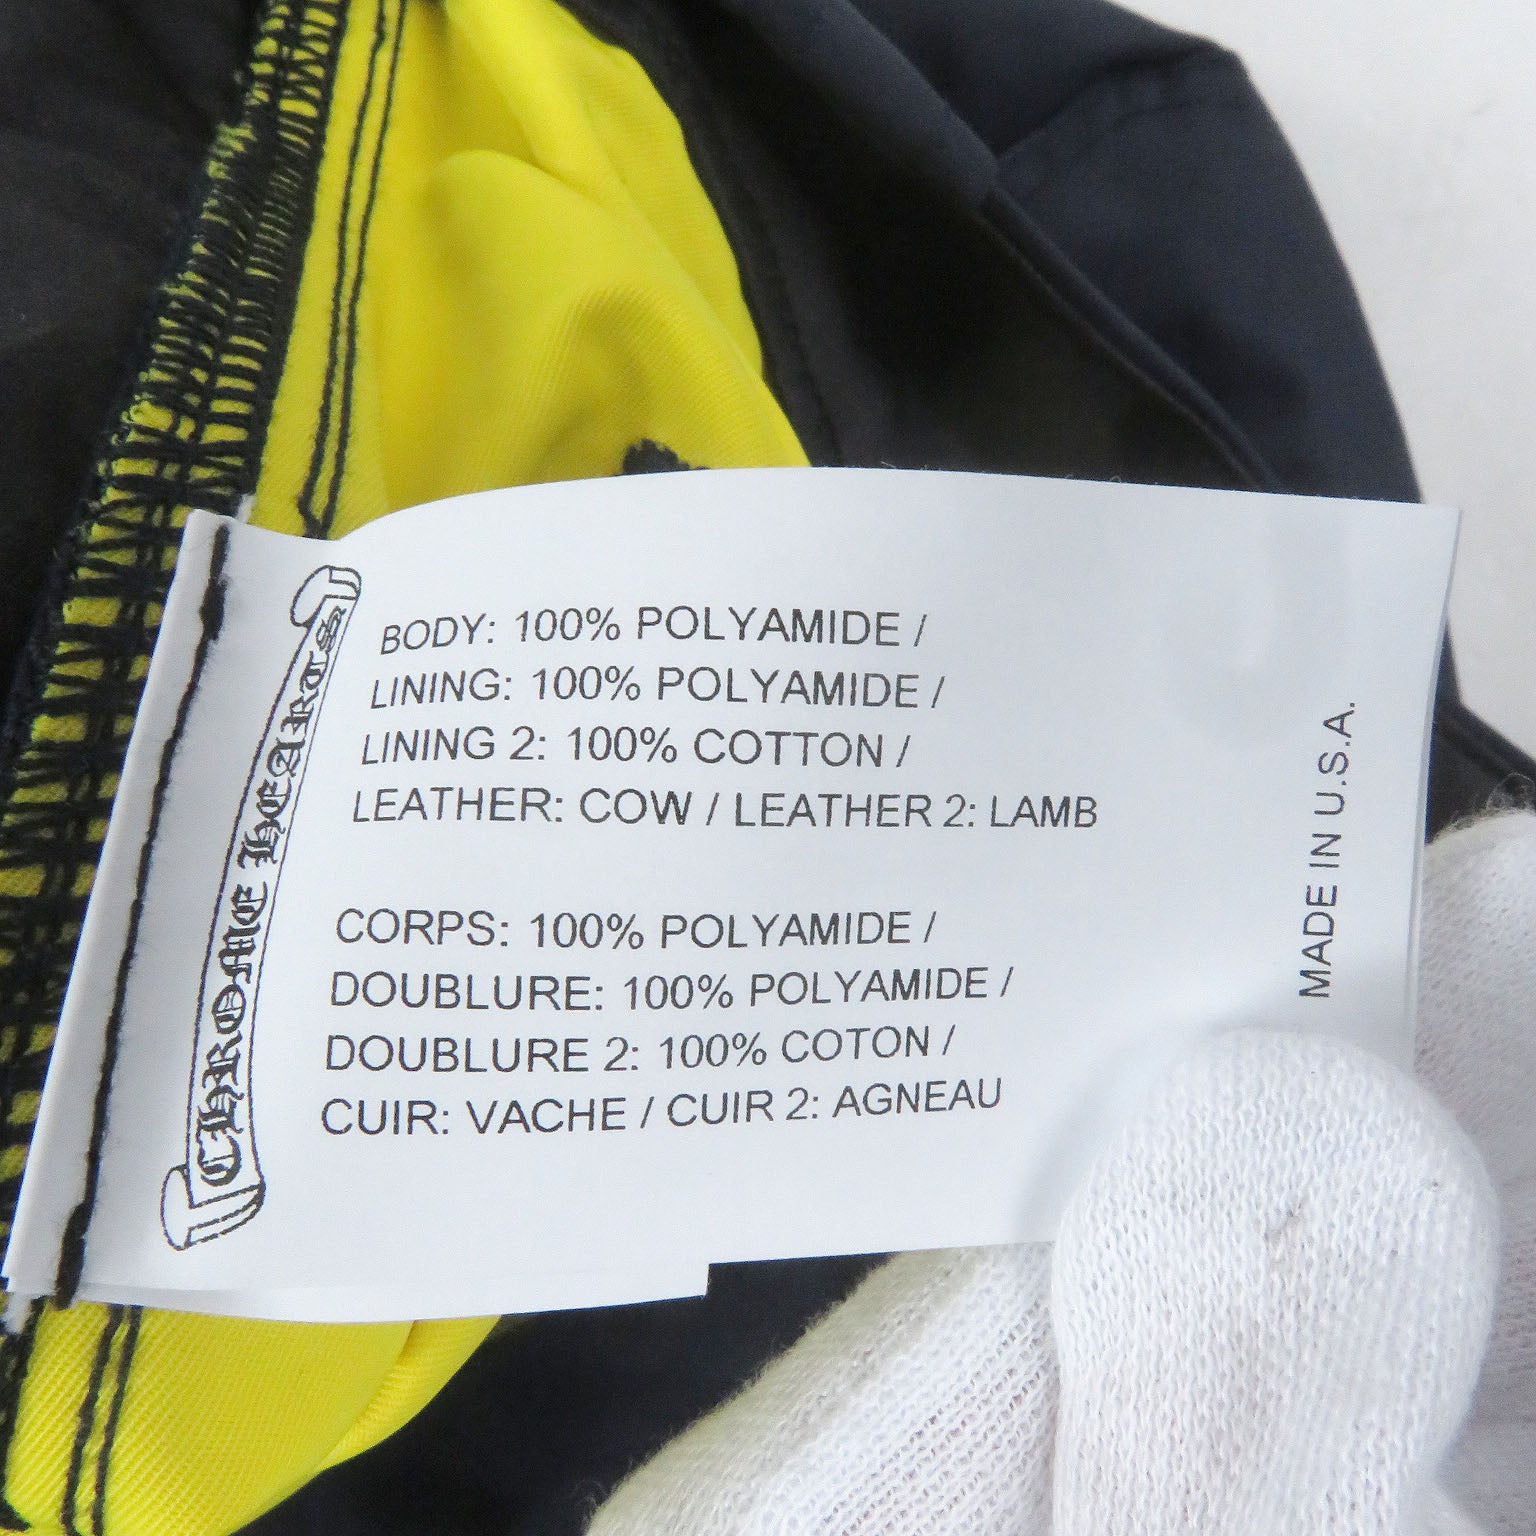 CHROME HEARTS
BODY: 100% POLYAMIDE /
LINING: 100% POLYAMIDE /
LINING 2: 100% COTTON /
LEATHER: COW / LEATHER 2: LAMB
CORPS: 100% POLYAMIDE /
DOUBLURE: 100% POLYAMIDE /
DOUBLURE 2: 100% COTON /
CUIR: VACHE / CUIR 2: AGNEAU
MADE IN U.S.A.